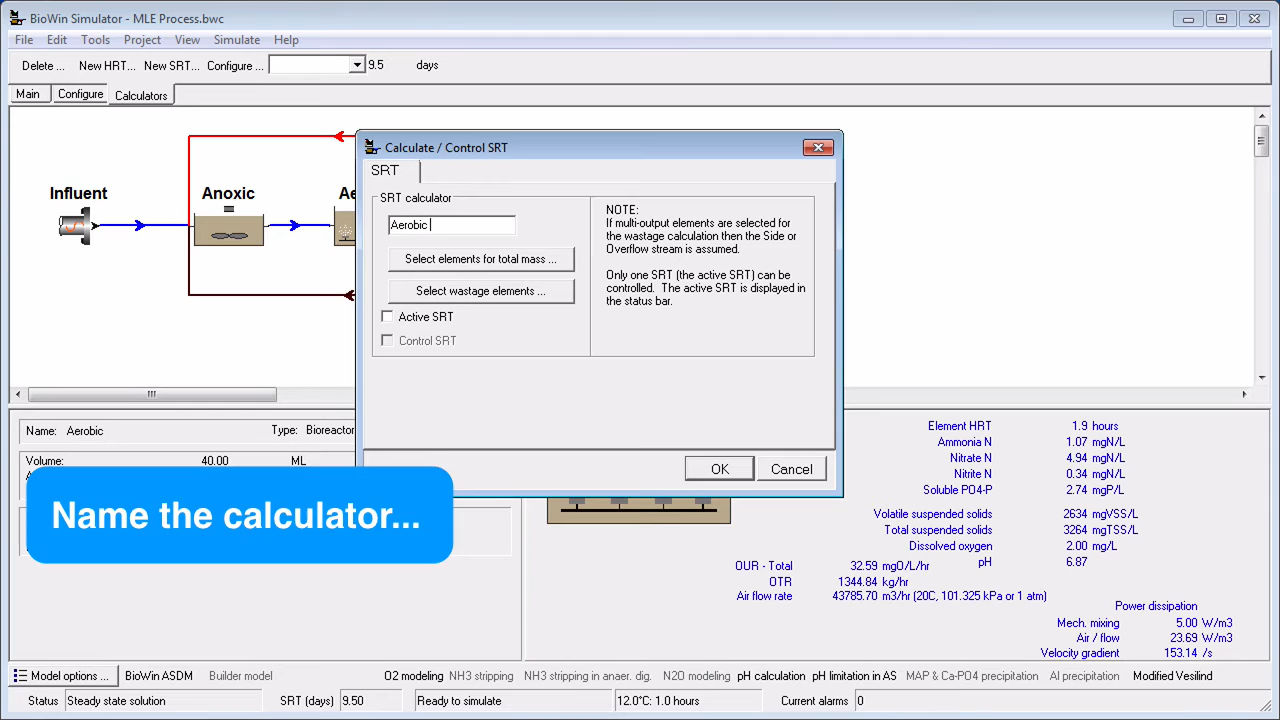 BioWin Simulator - MLE Process.bwc
File Edit Tools Project View Simulate Help
Delete ... New HRT... New SRT... Configure ... 9.5 days
Main Configure Calculators
Calculate / Control SRT
SRT
SRT calculator
Aerobic
Select elements for total mass ...
Select wastage elements ...
Active SRT
Control SRT
NOTE:
If multi-output elements are selected for
the wastage calculation then the Side or
Overflow stream is assumed.
Only one SRT (the active SRT) can be
controlled. The active SRT is displayed in
the status bar.
OK Cancel
Influent Anoxic Ae
Name: Aerobic Type: Bioreactor
Volume: 40.00 ML
Name the calculator...
Element HRT 1.9 hours
Ammonia N 1.07 mgN/L
Nitrate N 4.94 mgN/L
Nitrite N 0.34 mgN/L
Soluble PO4-P 2.74 mgP/L
Volatile suspended solids 2634 mgVSS/L
Total suspended solids 3264 mgTSS/L
Dissolved oxygen 2.00 mg/L
pH 6.87
OUR - Total 32.59 mgO/L/hr
OTR 1344.84 kg/hr
Air flow rate 43785.70 m3/hr (20C, 101.325 kPa or 1 atm)
Power dissipation
Mech. mixing 5.00 W/m3
Air / flow 23.69 W/m3
Velocity gradient 153.14 /s
Model options ... BioWin ASDM Builder model O2 modeling NH3 stripping NH3 stripping in anaer. dig. N2O modeling pH calculation pH limitation in AS MAP & Ca-PO4 precipitation Al precipitation Modified Vesilind
Status Steady state solution SRT (days) 9.50 Ready to simulate 12.0°C: 1.0 hours Current alarms 0